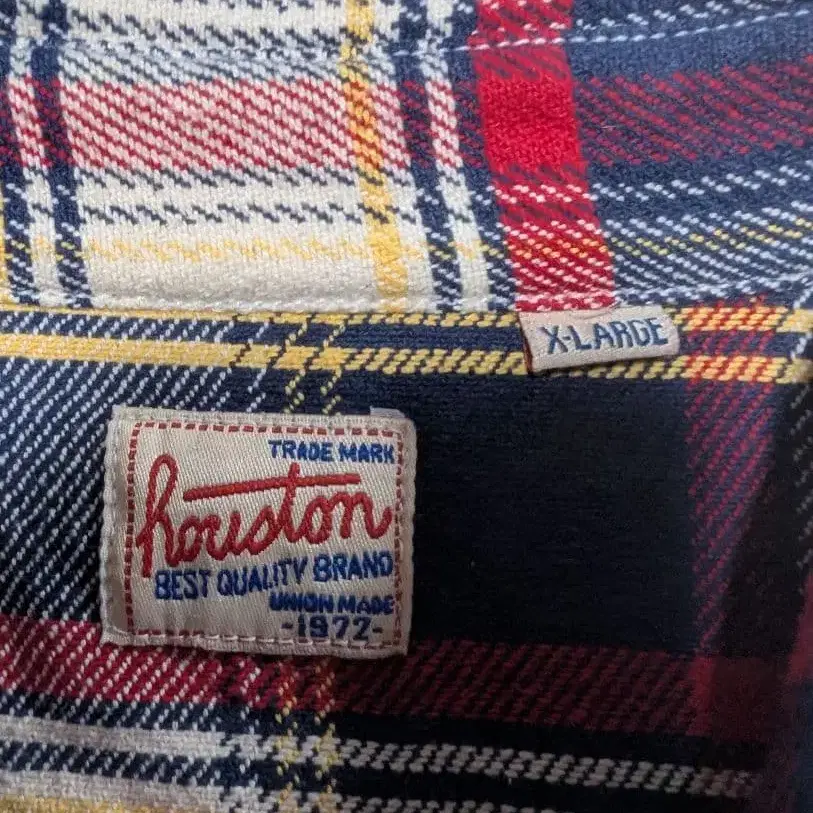 X-LARGE
TRADE MARK
houston
BEST QUALITY BRAND
UNION MADE
-1972-